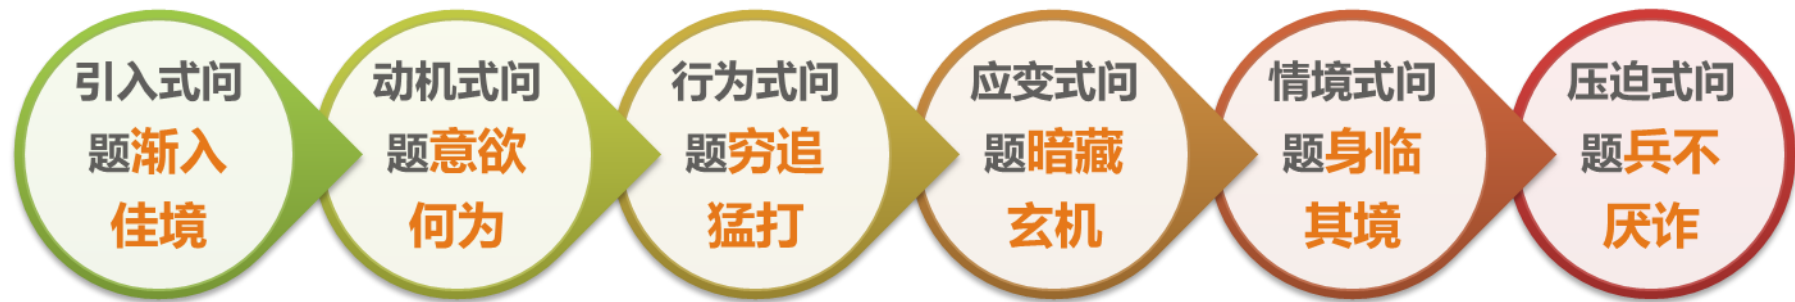 引入式问
题渐入
佳境
动机式问
题意欲
何为
行为式问
题穷追
猛打
应变式问
题暗藏
玄机
情境式问
题身临
其境
压迫式问
题兵不
厌诈